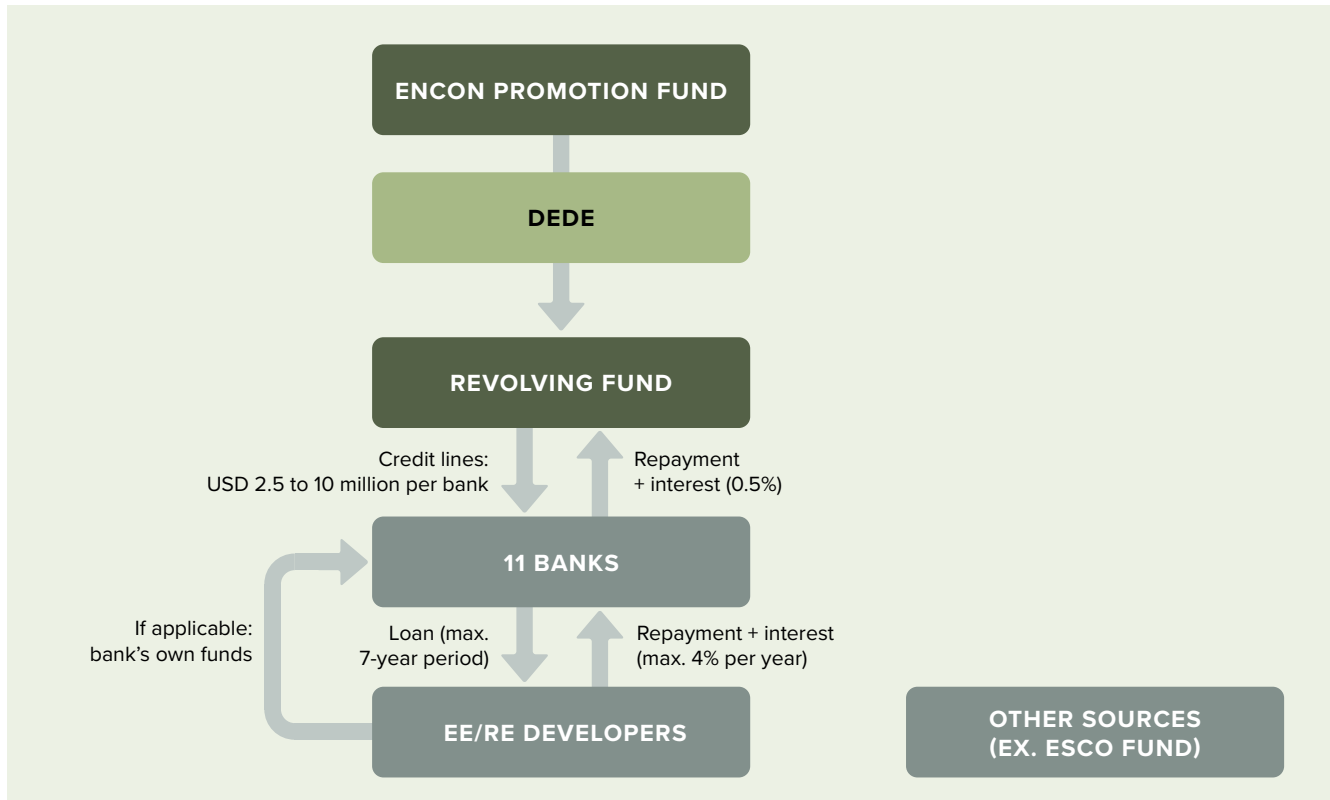 ENCON PROMOTION FUND
DEDE
REVOLVING FUND
Credit lines:
USD 2.5 to 10 million per bank
Repayment
+ interest (0.5%)
11 BANKS
If applicable:
bank’s own funds
Loan (max.
7-year period)
Repayment + interest
(max. 4% per year)
EE/RE DEVELOPERS
OTHER SOURCES
(EX. ESCO FUND)